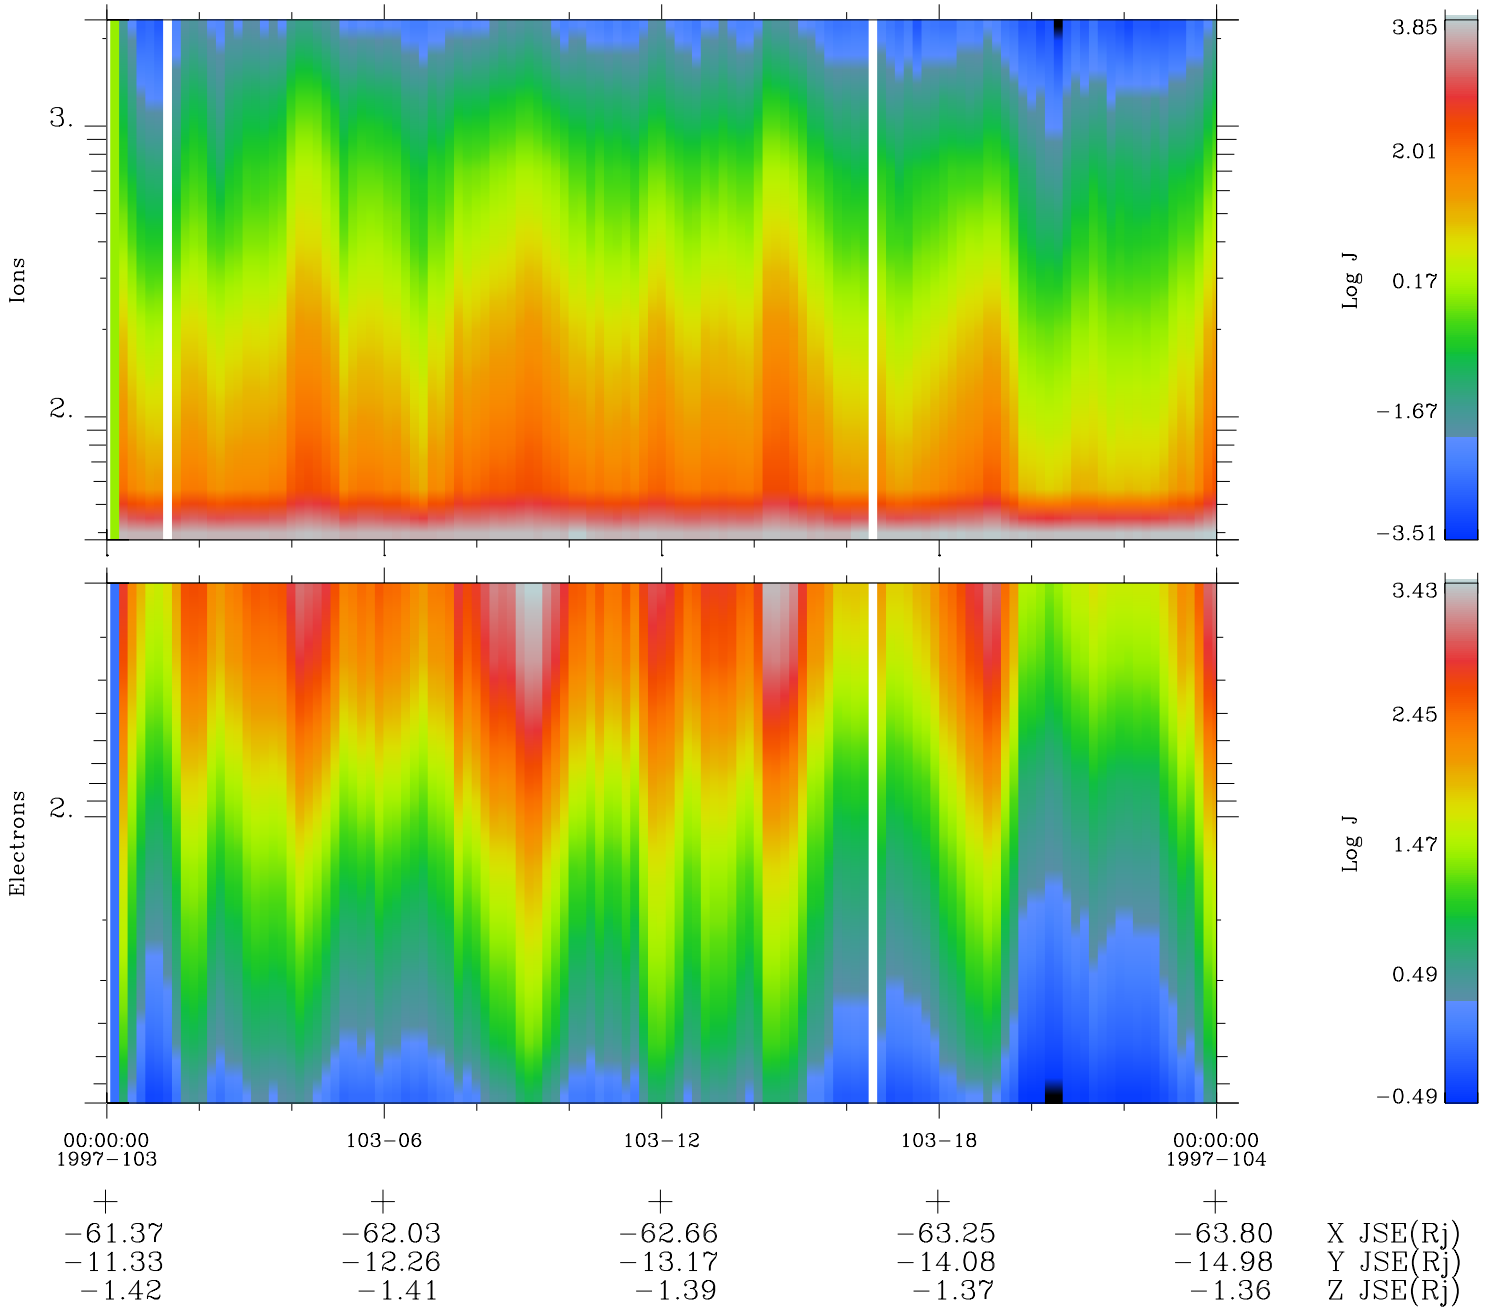 3.
2.
Ions
3.85
2.01
0.17
−1.67
−3.51
Log J
2.
Electrons
3.43
2.45
1.47
0.49
−0.49
Log J
00:00:00 103−06 103−12 103−18 00:00:00
1997−103 1997−104
−61.37 −62.03 −62.66 −63.25 −63.80 X JSE(Rj)
−11.33 −12.26 −13.17 −14.08 −14.98 Y JSE(Rj)
−1.42 −1.41 −1.39 −1.37 −1.36 Z JSE(Rj)